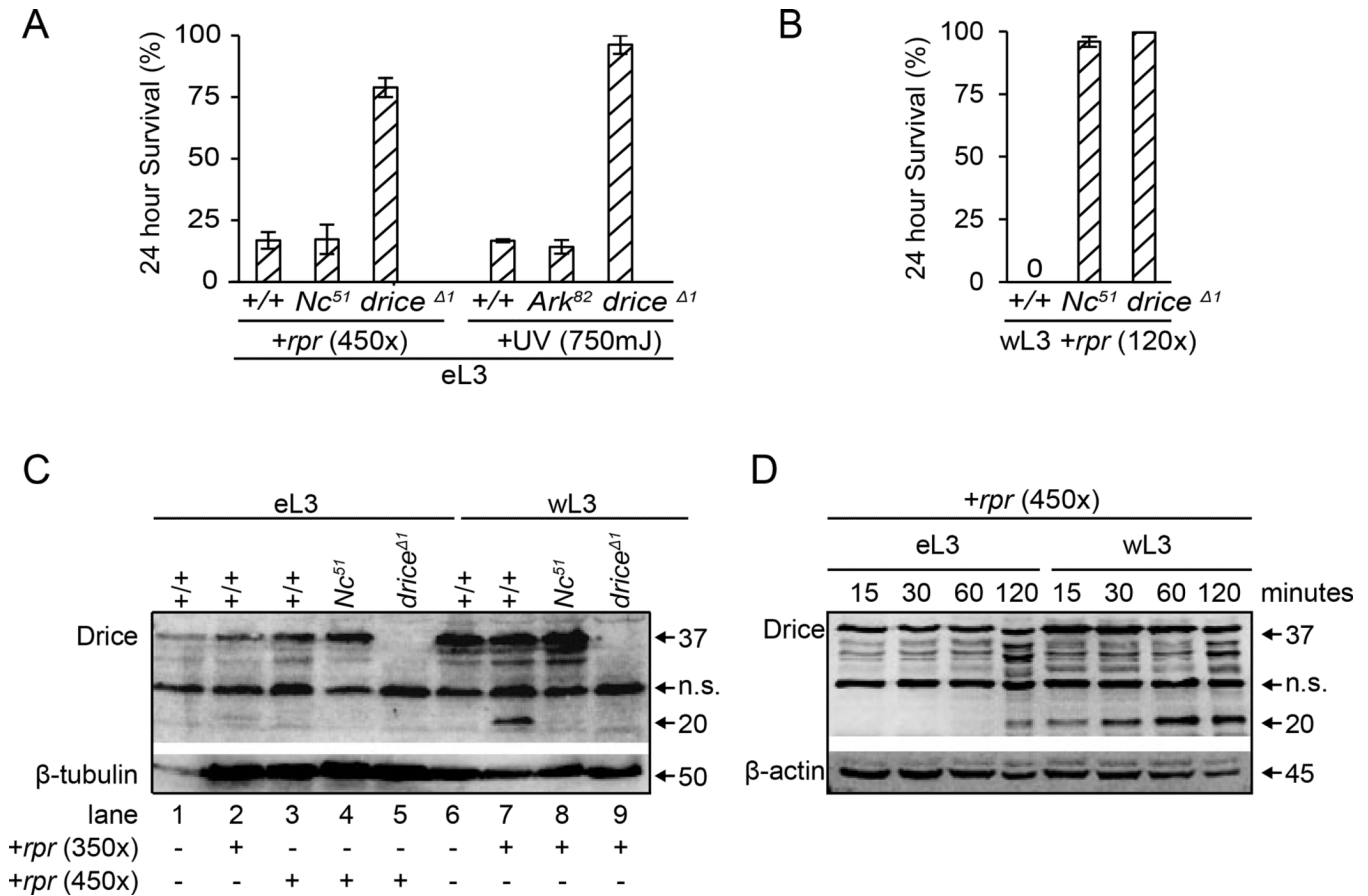 A
24 hour Survival (%)
100
75
50
25
0
+/+ Nc⁵¹ drice Δ1 +/+ Ark⁸² drice Δ1
+rpr (450x) +UV (750mJ)
eL3
B
24 hour Survival (%)
100
75
50
25
0
0
+/+ Nc⁵¹ drice Δ1
wL3 +rpr (120x)
C
eL3 wL3
+/+ +/+ +/+ Nc⁵¹ driceΔ1 +/+ +/+ Nc⁵¹ driceΔ1
Drice 37
n.s.
20
β-tubulin 50
lane 1 2 3 4 5 6 7 8 9
+rpr (350x) - + - - - - + + +
+rpr (450x) - - + + + - - - -
D
+rpr (450x)
eL3 wL3
15 30 60 120 15 30 60 120 minutes
Drice 37
n.s.
20
β-actin 45